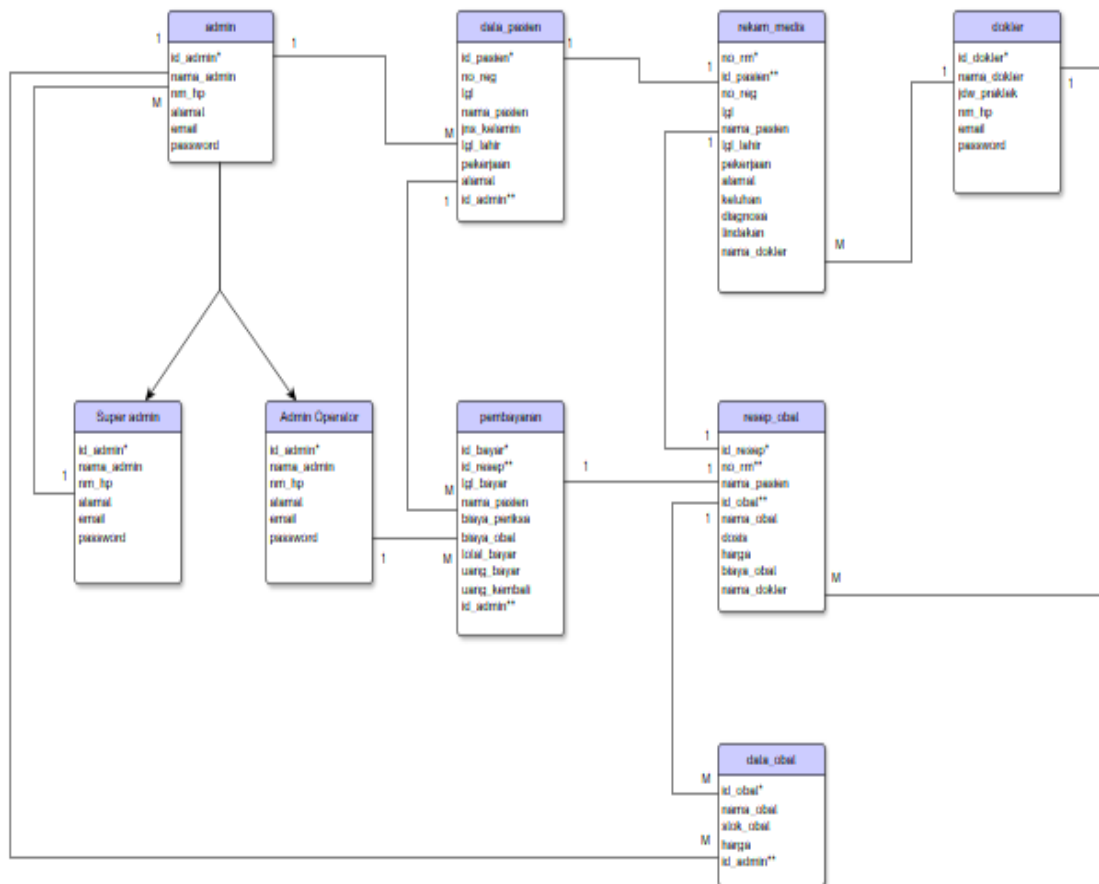 admin
id_admin*
nama_admin
nm_hp
alamat
email
password
1
M
1
data_pasien
id_pasien*
no_reg
tgl
nama_pasien
jns_kelamin
tgl_lahir
pekerjaan
alamat
id_admin**
M
1
1
rekam_medis
no_rm*
id_pasien**
no_reg
tgl
nama_pasien
tgl_lahir
pekerjaan
alamat
keluhan
diagnosa
tindakan
nama_dokter
1
1
M
dokter
id_dokter*
nama_dokter
jdw_praktek
nm_hp
email
password
1
1
Super admin
id_admin*
nama_admin
nm_hp
alamat
email
password
1
Admin Operator
id_admin*
nama_admin
nm_hp
alamat
email
password
1
pembayaran
id_bayar*
id_resep**
tgl_bayar
nama_pasien
biaya_periksa
biaya_obat
total_bayar
uang_bayar
uang_kembali
id_admin**
M
M
1
resep_obat
id_resep*
no_rm**
nama_pasien
id_obat**
nama_obat
dosis
harga
biaya_obat
nama_dokter
1
1
1
M
data_obat
id_obat*
nama_obat
stok_obat
harga
id_admin**
M
M